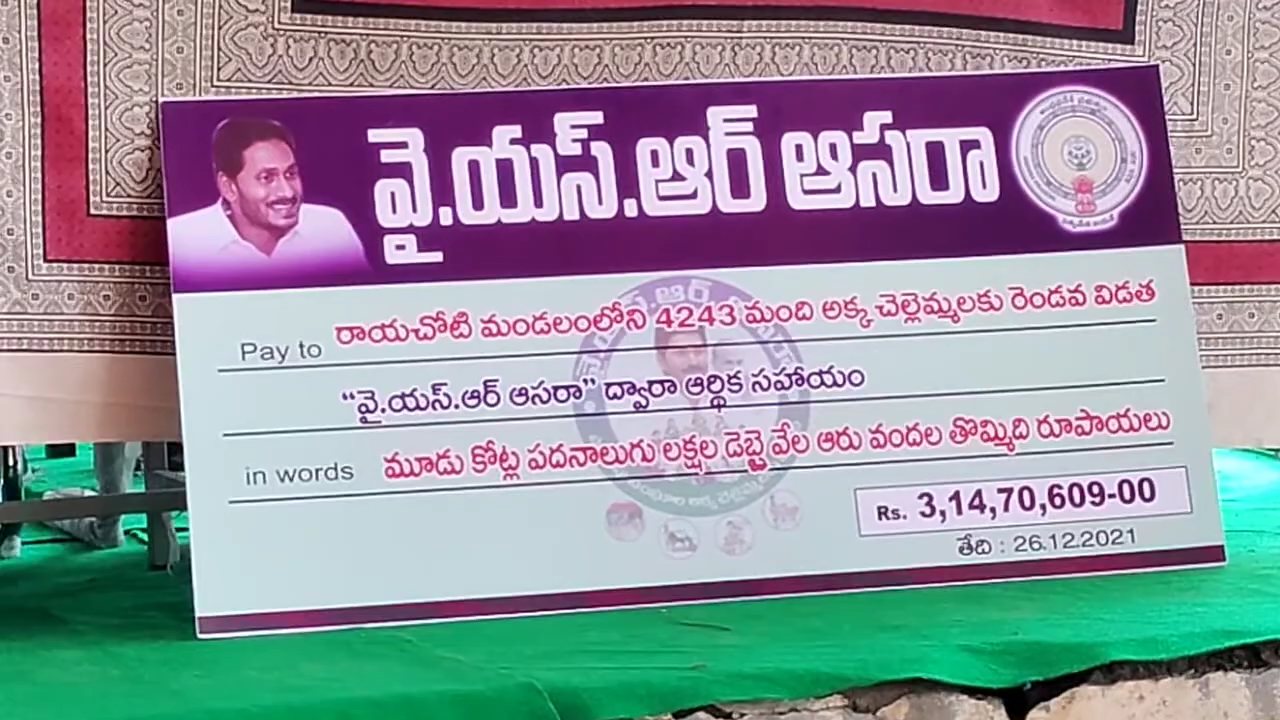 వై.యస్.ఆర్ ఆసరా
Pay to రాయచోటి మండలంలోని 4243 మంది అక్కచెల్లెమ్మలకు రెండవ విడత
“వై.యస్.ఆర్ ఆసరా” ద్వారా ఆర్థిక సహాయం
in words మూడు కోట్ల పదనాలుగు లక్షల డెబ్బై వేల ఆరు వందల తొమ్మిది రూపాయలు
Rs. 3,14,70,609-00
తేది : 26.12.2021